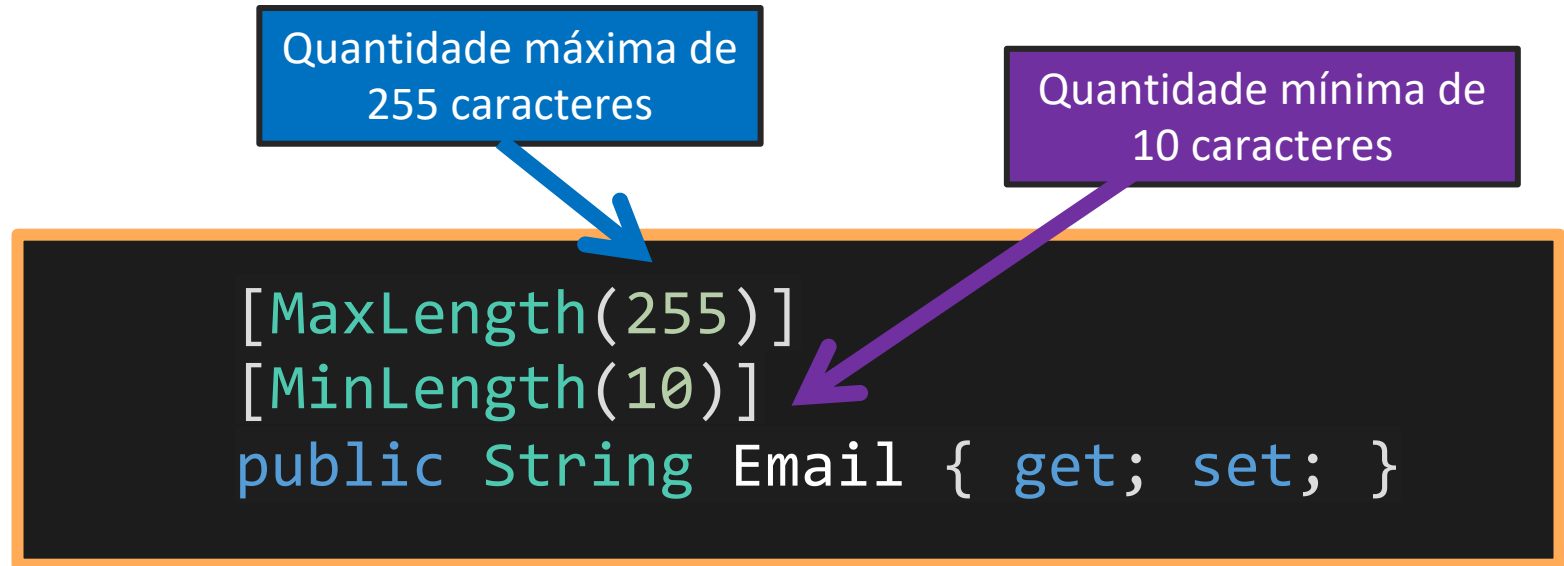 Quantidade máxima de
255 caracteres
Quantidade mínima de
10 caracteres
[MaxLength(255)]
[MinLength(10)]
public String Email { get; set; }